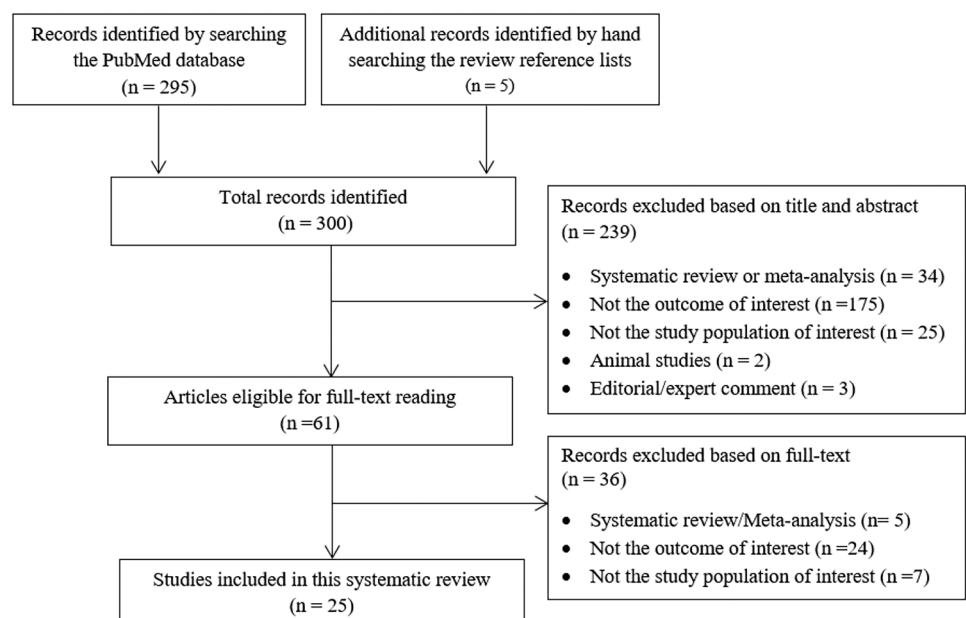 Records identified by searching
the PubMed database
(n = 295)
Additional records identified by hand
searching the review reference lists
(n = 5)
Total records identified
(n = 300)
Records excluded based on title and abstract
(n = 239)
• Systematic review or meta-analysis (n = 34)
• Not the outcome of interest (n =175)
• Not the study population of interest (n = 25)
• Animal studies (n = 2)
• Editorial/expert comment (n = 3)
Articles eligible for full-text reading
(n =61)
Records excluded based on full-text
(n = 36)
• Systematic review/Meta-analysis (n= 5)
• Not the outcome of interest (n =24)
• Not the study population of interest (n =7)
Studies included in this systematic review
(n = 25)